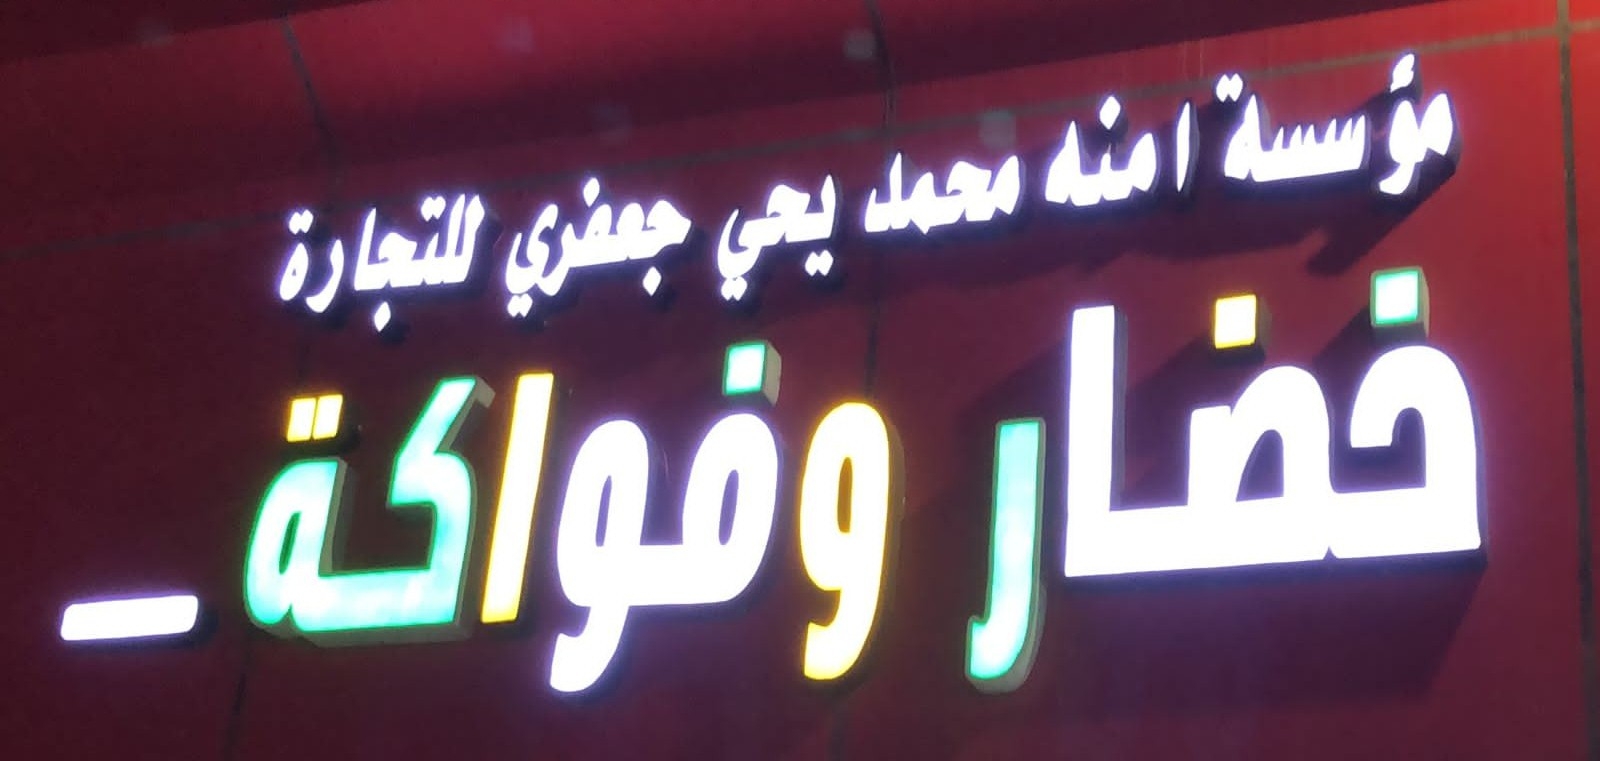 مؤسسة امنه محمد يحي جعفري للتجارة
خضار وفواكة _